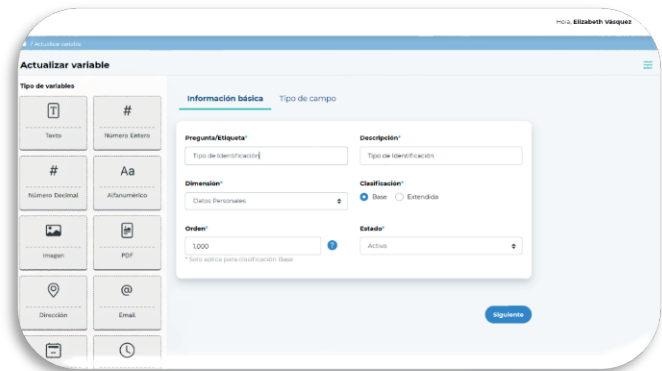 Hola, Elizabeth Vásquez
/ Actualizar variable
Actualizar variable
Tipo de variables
Texto
Número Entero
Número Decimal
Alfanumérico
Imagen
PDF
Dirección
Email
Información básica Tipo de campo
Pregunta/Etiqueta* Descripción*
Tipo de Identificación Tipo de Identificación
Dimensión* Clasificación*
Datos Personales Base Extendida
Orden* Estado*
1,000 ? Activo
* Solo aplica para clasificación Base
Siguiente